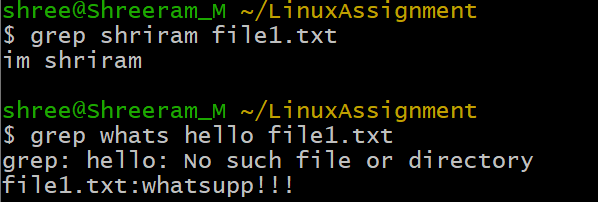 shree@Shreeram_M ~/LinuxAssignment
$ grep shriram file1.txt
im shriram
shree@Shreeram_M ~/LinuxAssignment
$ grep whats hello file1.txt
grep: hello: No such file or directory
file1.txt:whatsupp!!!